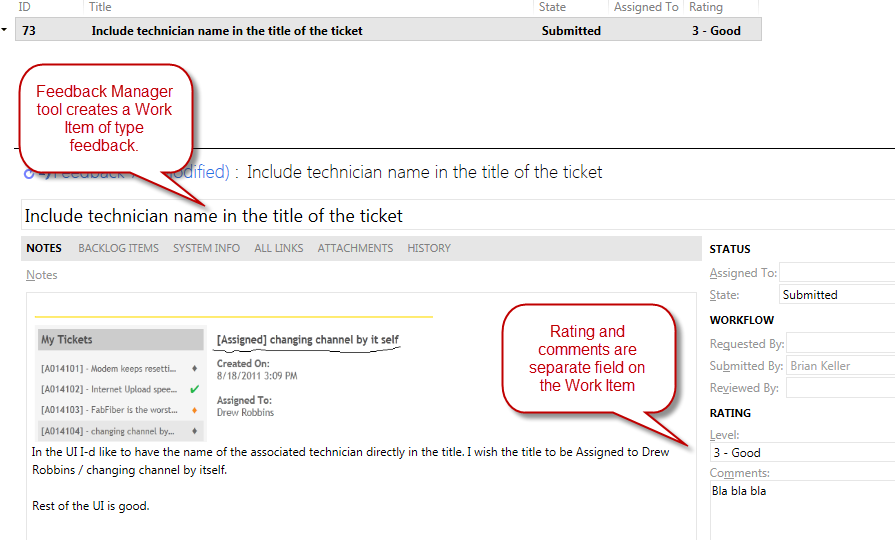 ID Title State Assigned To Rating
73 Include technician name in the title of the ticket Submitted 3 - Good
Feedback Manager
tool creates a Work
Item of type
feedback.
odified) : Include technician name in the title of the ticket
Include technician name in the title of the ticket
NOTES BACKLOG ITEMS SYSTEM INFO ALL LINKS ATTACHMENTS HISTORY
Notes
My Tickets
[A014101] - Modem keeps resetti...
[A014102] - Internet Upload spee...
[A014103] - FabFiber is the worst...
[A014104] - changing channel by...
[Assigned] changing channel by it self
Created On:
8/18/2011 3:09 PM
Assigned To:
Drew Robbins
In the UI I-d like to have the name of the associated technician directly in the title. I wish the title to be Assigned to Drew
Robbins / changing channel by itself.
Rest of the UI is good.
Rating and
comments are
separate field on
the Work Item
STATUS
Assigned To:
State: Submitted
WORKFLOW
Requested By:
Submitted By: Brian Keller
Reviewed By:
RATING
Level:
3 - Good
Comments:
Bla bla bla